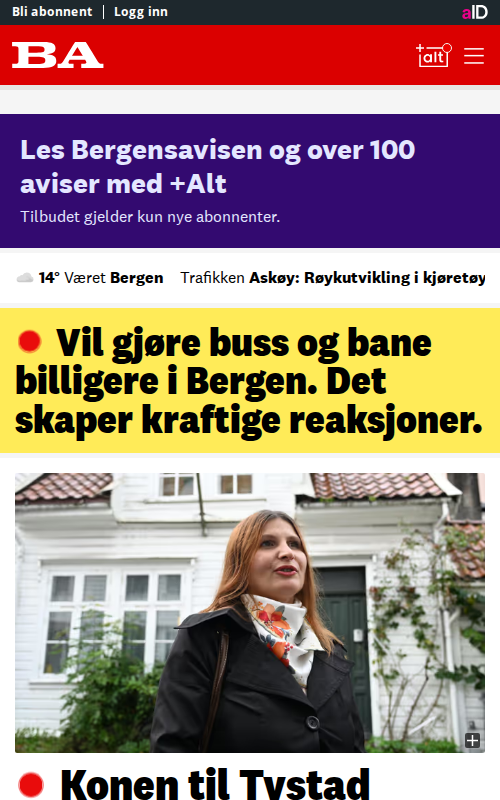 Bli abonnent | Logg inn
aID
BA
+alt
Les Bergensavisen og over 100
aviser med +Alt
Tilbudet gjelder kun nye abonnenter.
14° Været Bergen Trafikken Askøy: Røykutvikling i kjøretøy
Vil gjøre buss og bane
billigere i Bergen. Det
skaper kraftige reaksjoner.
Konen til Tvstad